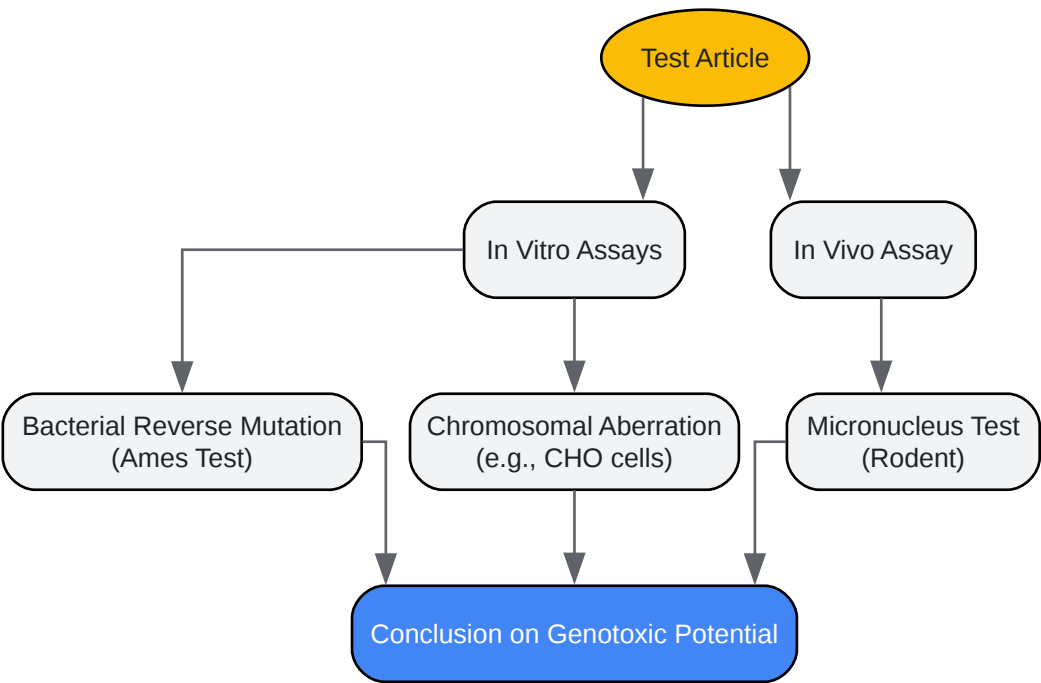 Test Article
In Vitro Assays
In Vivo Assay
Bacterial Reverse Mutation
(Ames Test)
Chromosomal Aberration
(e.g., CHO cells)
Micronucleus Test
(Rodent)
Conclusion on Genotoxic Potential